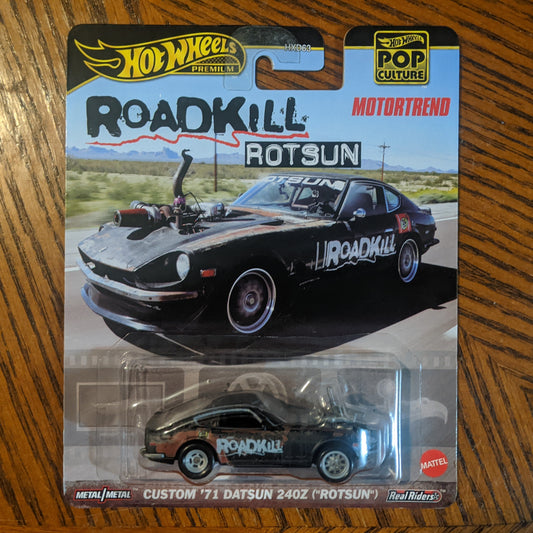 HOT WHEELS
PREMIUM
HXD63
HOT WHEELS
POP
CULTURE
ROADKILL
MOTORTREND
ROTSUN
ROTSUN
ROADKILL
ROADKILL
MATTEL
METAL/METAL
CUSTOM '71 DATSUN 240Z ("ROTSUN")
Real Riders